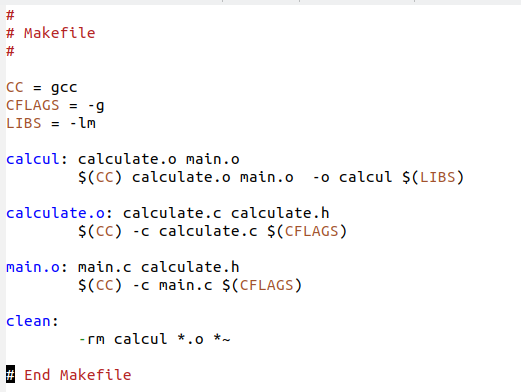 #
# Makefile
#
CC = gcc
CFLAGS = -g
LIBS = -lm
calcul: calculate.o main.o
        $(CC) calculate.o main.o  -o calcul $(LIBS)
calculate.o: calculate.c calculate.h
        $(CC) -c calculate.c $(CFLAGS)
main.o: main.c calculate.h
        $(CC) -c main.c $(CFLAGS)
clean:
        -rm calcul *.o *~
# End Makefile